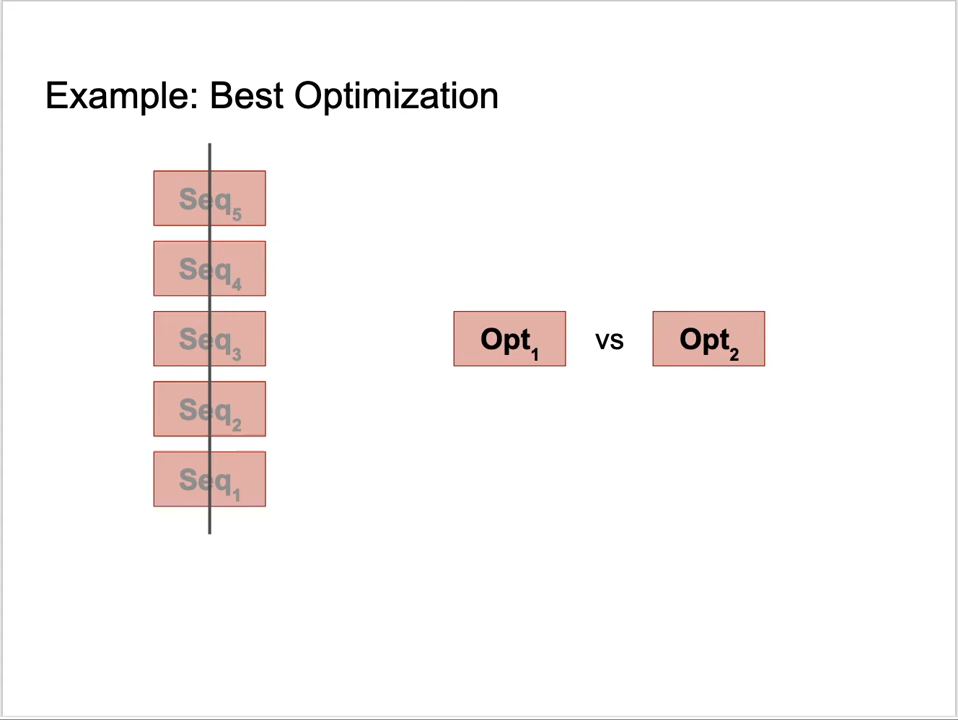 Example: Best Optimization
Seq5
Seq4
Seq3
Opt1 vs Opt2
Seq2
Seq1